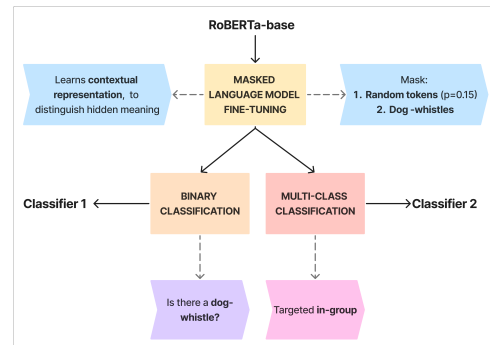 RoBERTa-base
Learns contextual
representation, to
distinguish hidden meaning
MASKED
LANGUAGE MODEL
FINE-TUNING
Mask:
1. Random tokens (p=0.15)
2. Dog -whistles
Classifier 1
BINARY
CLASSIFICATION
MULTI-CLASS
CLASSIFICATION
Classifier 2
Is there a dog-
whistle?
Targeted in-group